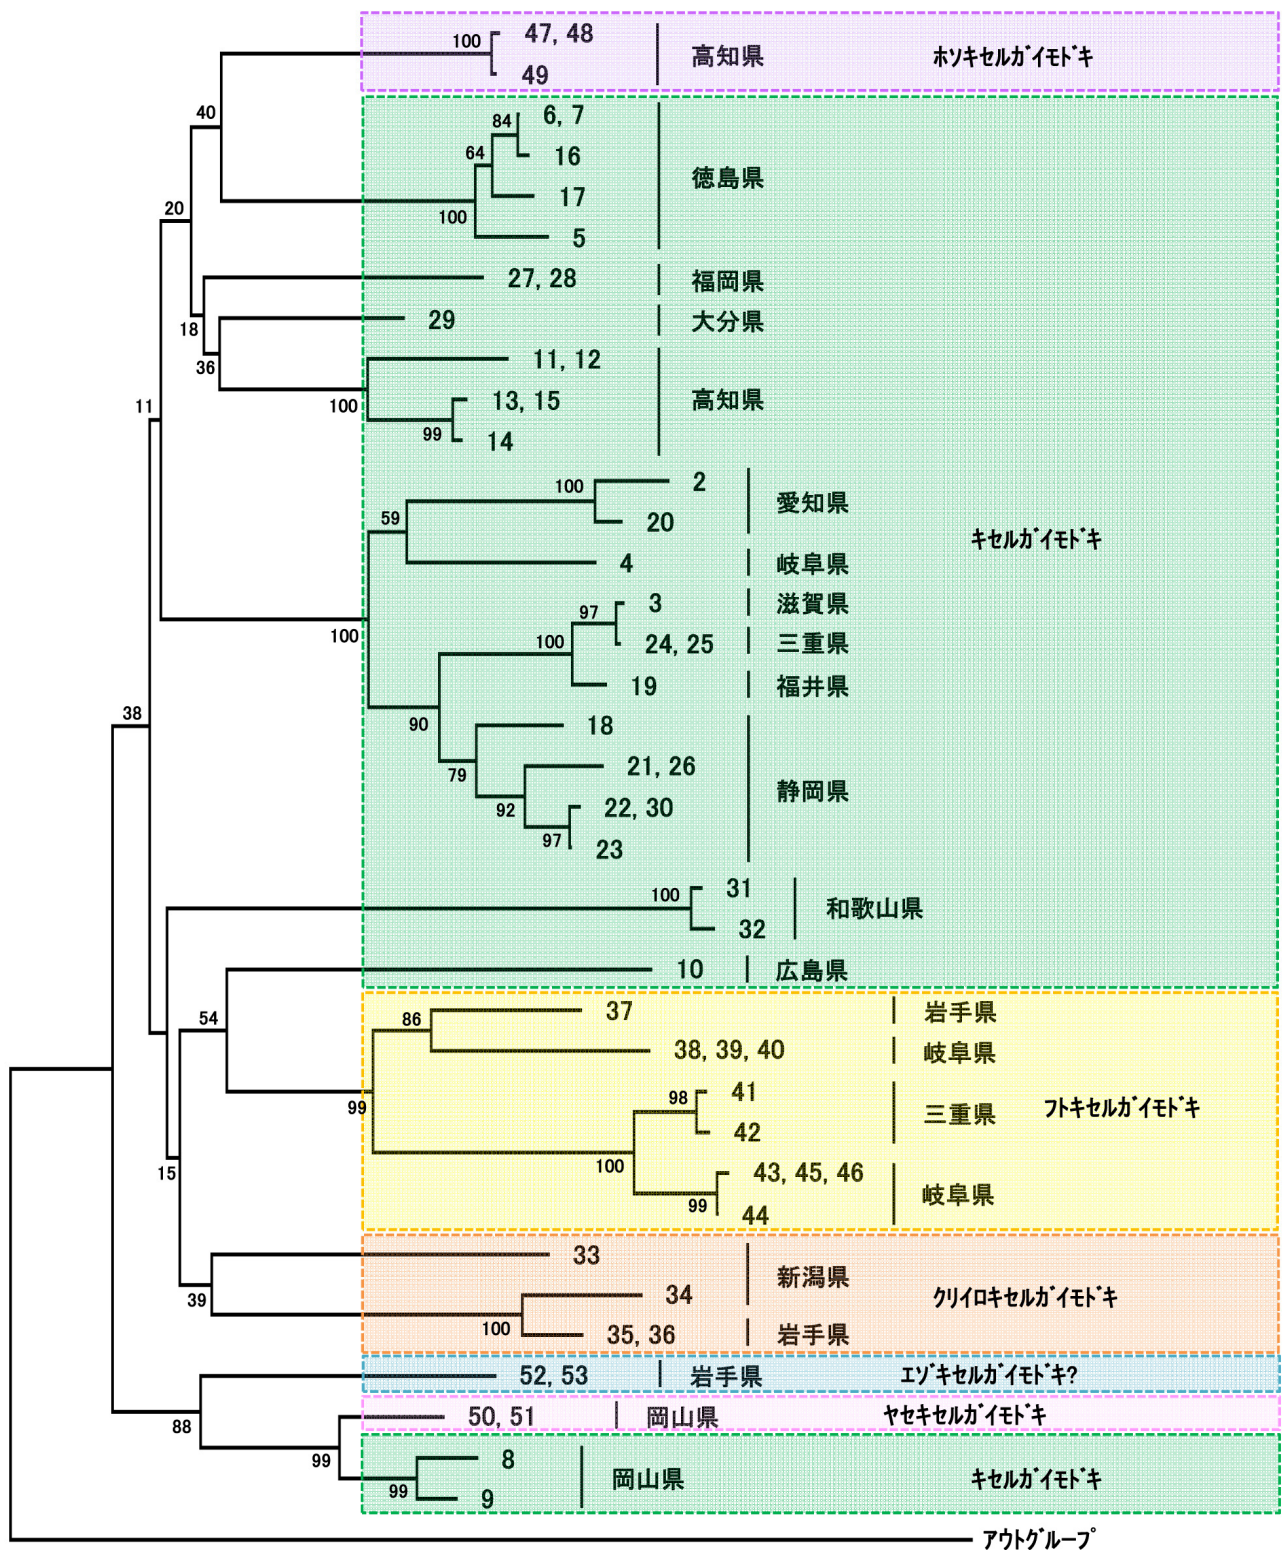 100 47, 48 高知県 ホソキセルガイモドキ
49
40
84 6, 7
64 16 徳島県
17
100
20
5
27, 28 福岡県
18 29 大分県
36
11, 12
100 13, 15 高知県
11
99 14
100 2 愛知県
59 20
キセルガイモドキ
4 岐阜県
97 3 滋賀県
100 100 24, 25 三重県
19 福井県
38 90 18
79 21, 26 静岡県
92 22, 30
97 23
100 31 和歌山県
32
10 広島県
54 86 37 岩手県
38, 39, 40 岐阜県
99 98 41 三重県 フトキセルガイモドキ
42
15 100
43, 45, 46 岐阜県
99 44
33 新潟県
39 34 クリイロキセルガイモドキ
100 35, 36 岩手県
52, 53 岩手県 エゾキセルガイモドキ?
88 50, 51 岡山県 ヤセキセルガイモドキ
99 8 岡山県 キセルガイモドキ
99 9
アウトグループ